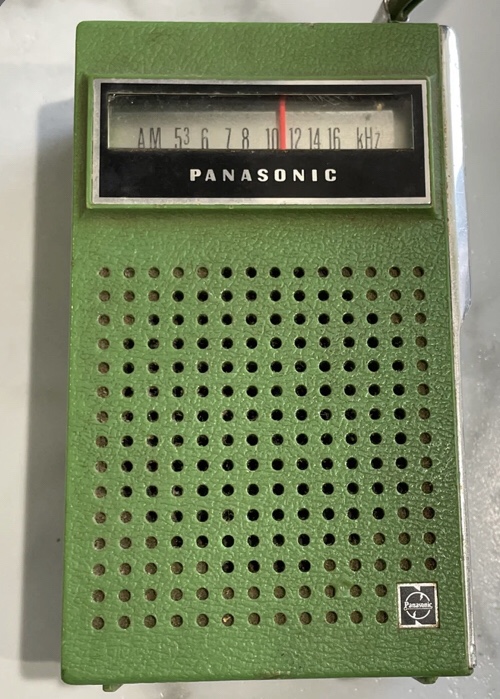 AM 53 6 7 8 10 12 14 16 kHz
PANASONIC
Panasonic